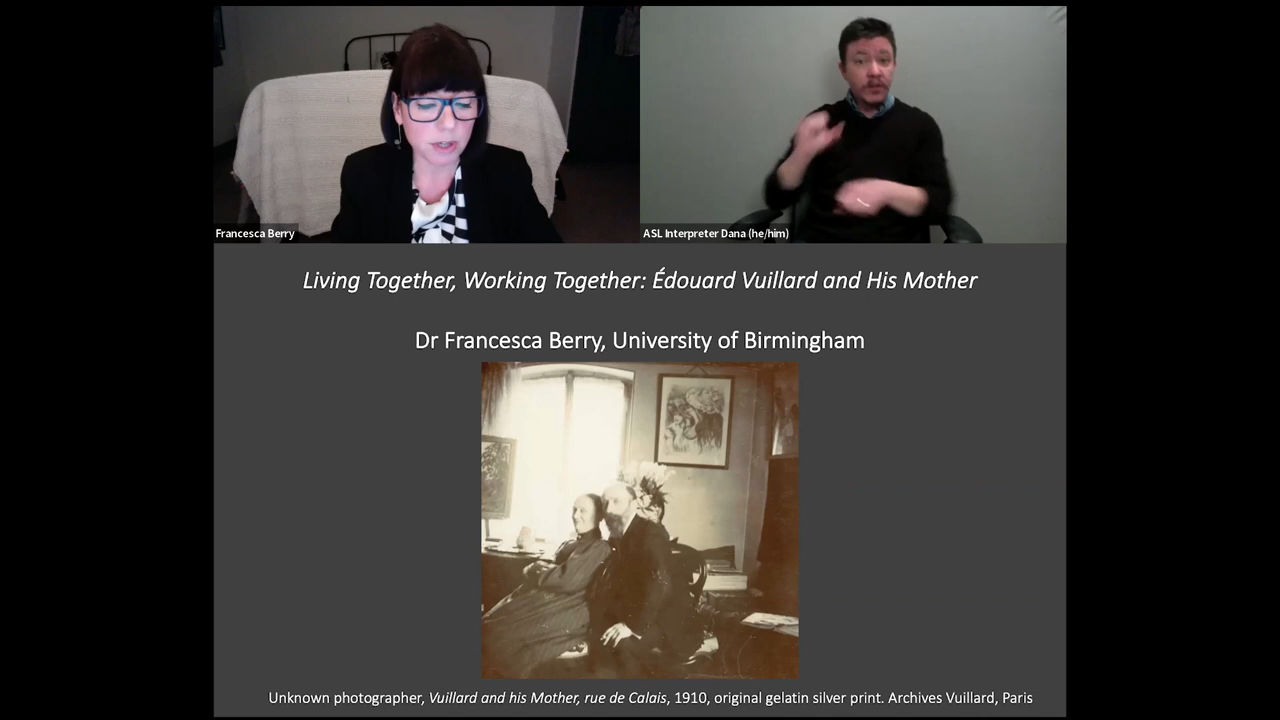 Francesca Berry
ASL Interpreter Dana (he/him)
Living Together, Working Together: Édouard Vuillard and His Mother
Dr Francesca Berry, University of Birmingham
Unknown photographer, Vuillard and his Mother, rue de Calais, 1910, original gelatin silver print. Archives Vuillard, Paris